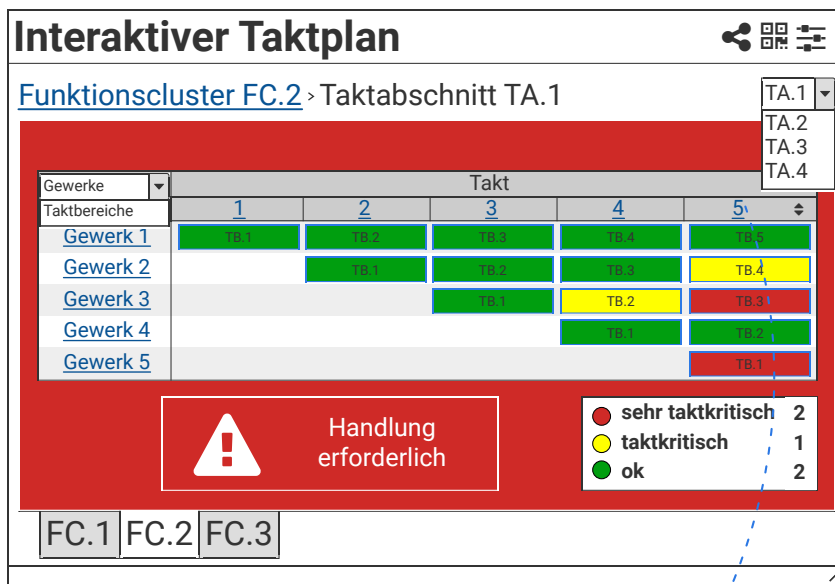 Interaktiver Taktplan
Funktionscluster FC.2 › Taktabschnitt TA.1
TA.1
TA.2
TA.3
TA.4
Gewerke
Takt
Taktbereiche
1 2 3 4 5
Gewerk 1 TB.1 TB.2 TB.3 TB.4 TB.5
Gewerk 2 TB.1 TB.2 TB.3 TB.4
Gewerk 3 TB.1 TB.2 TB.3
Gewerk 4 TB.1 TB.2
Gewerk 5 TB.1
Handlung
erforderlich
sehr taktkritisch 2
taktkritisch 1
ok 2
FC.1 FC.2 FC.3